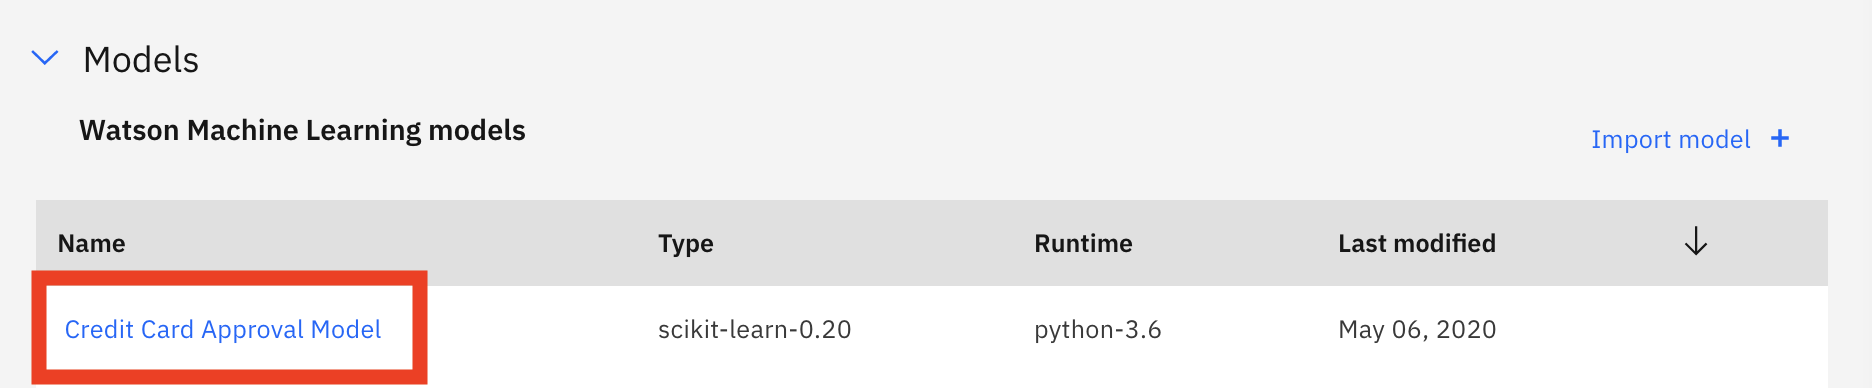 Models
Watson Machine Learning models
Import model +
Name Type Runtime Last modified
Credit Card Approval Model scikit-learn-0.20 python-3.6 May 06, 2020